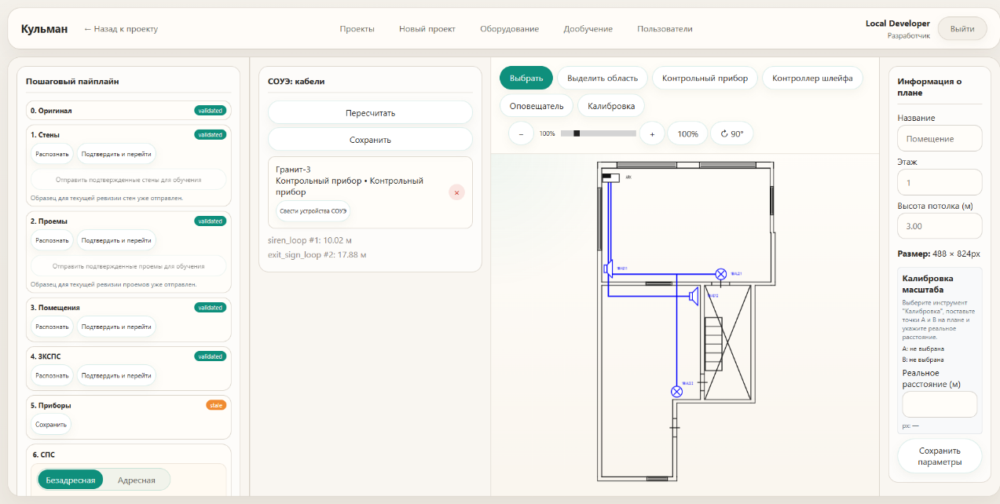 Кульман
← Назад к проекту
Проекты
Новый проект
Оборудование
Дообучение
Пользователи
Local Developer
Разработчик
Выйти
Пошаговый пайплайн
0. Оригинал
validated
1. Стены
validated
Распознать
Подтвердить и перейти
Отправить подтвержденные стены для обучения
Образец для текущей ревизии стен уже отправлен.
2. Проемы
validated
Распознать
Подтвердить и перейти
Отправить подтвержденные проемы для обучения
Образец для текущей ревизии проемов уже отправлен.
3. Помещения
validated
Распознать
Подтвердить и перейти
4. ЗКСПС
validated
Распознать
Подтвердить и перейти
5. Приборы
stale
Сохранить
6. СПС
Безадресная
Адресная
СОУЭ: кабели
Пересчитать
Сохранить
Гранит-3
Контрольный прибор • Контрольный
прибор
×
Свести устройства СОУЭ
siren_loop #1: 10.02 м
exit_sign_loop #2: 17.88 м
Выбрать
Выделить область
Контрольный прибор
Контроллер шлейфа
Оповещатель
Калибровка
−
100%
+
100%
↻ 90°
Информация о
плане
Название
Помещение
Этаж
1
Высота потолка (м)
3.00
Размер: 488 × 824px
Калибровка
масштаба
Выберите инструмент
"Калибровка", поставьте
точки A и B на плане и
укажите реальное
расстояние.
A: не выбрана
B: не выбрана
Реальное
расстояние (м)
px: —
Сохранить
параметры